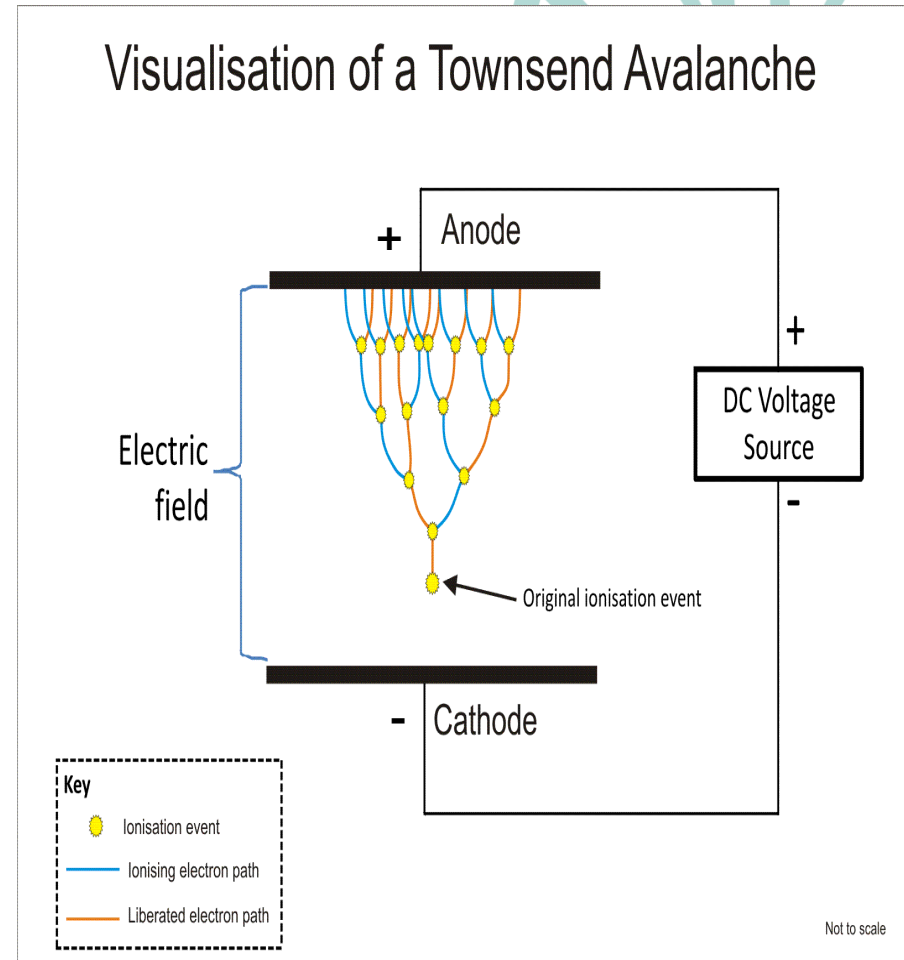 Visualisation of a Townsend Avalanche
+
Anode
+
DC Voltage
Source
-
Electric
field
Original ionisation event
-
Cathode
Key
Ionisation event
Ionising electron path
Liberated electron path
Not to scale